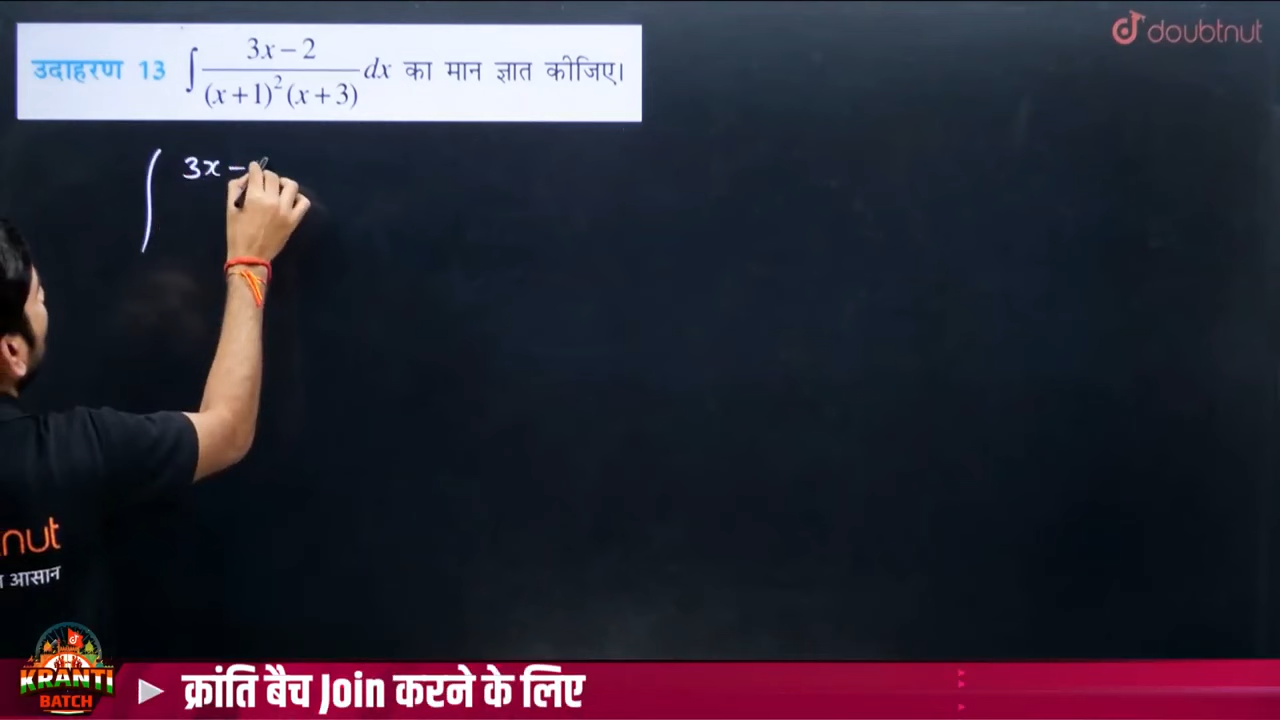 doubtnut
उदाहरण 13 ∫ (3x – 2)/((x+1)²(x+3)) dx का मान ज्ञात कीजिए।
∫ 3x –
nut
आसान
KRANTI
BATCH
क्रांति बैच Join करने के लिए